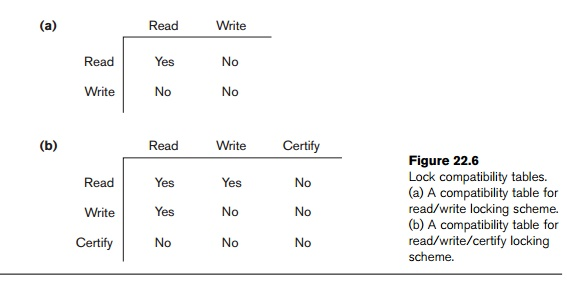 (a) Read Write
Read Yes No
Write No No
(b) Read Write Certify
Read Yes Yes No
Write Yes No No
Certify No No No
Figure 22.6
Lock compatibility tables.
(a) A compatibility table for
read/write locking scheme.
(b) A compatibility table for
read/write/certify locking
scheme.